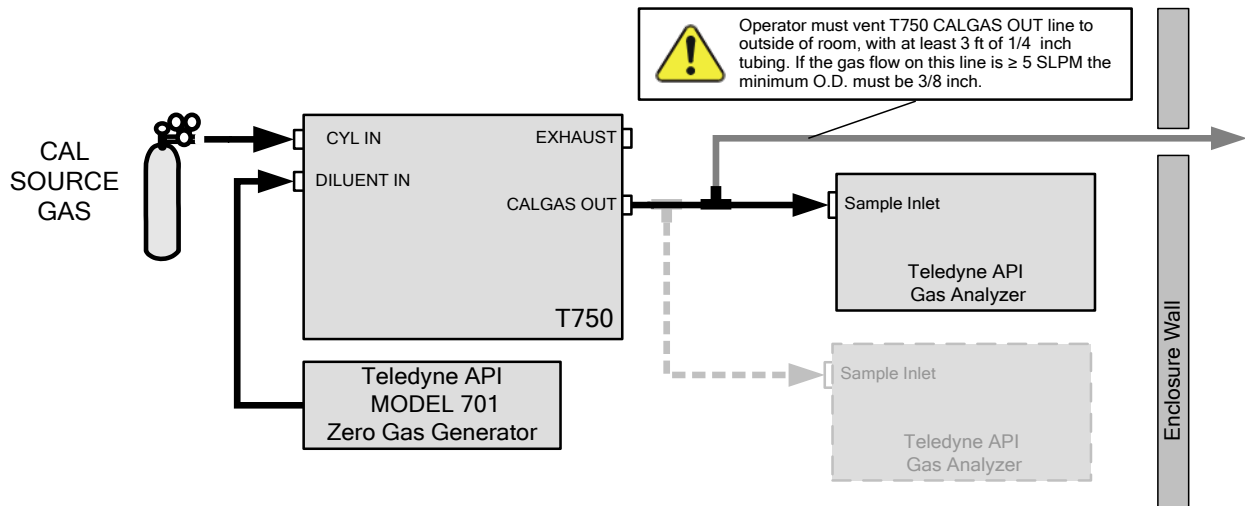 Operator must vent T750 CALGAS OUT line to
outside of room, with at least 3 ft of 1/4 inch
tubing. If the gas flow on this line is ≥ 5 SLPM the
minimum O.D. must be 3/8 inch.
CAL
SOURCE
GAS
CYL IN
DILUENT IN
EXHAUST
CALGAS OUT
T750
Teledyne API
MODEL 701
Zero Gas Generator
Sample Inlet
Teledyne API
Gas Analyzer
Sample Inlet
Teledyne API
Gas Analyzer
Enclosure Wall